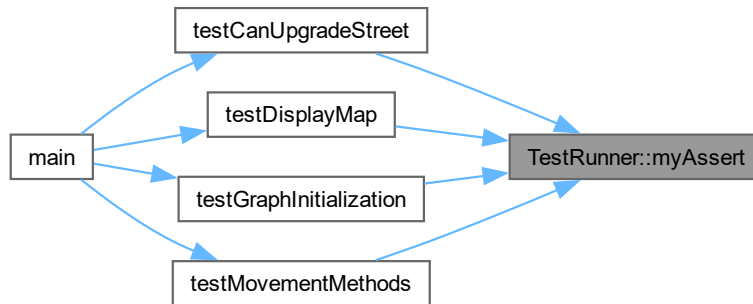 testCanUpgradeStreet
testDisplayMap
main
TestRunner::myAssert
testGraphInitialization
testMovementMethods